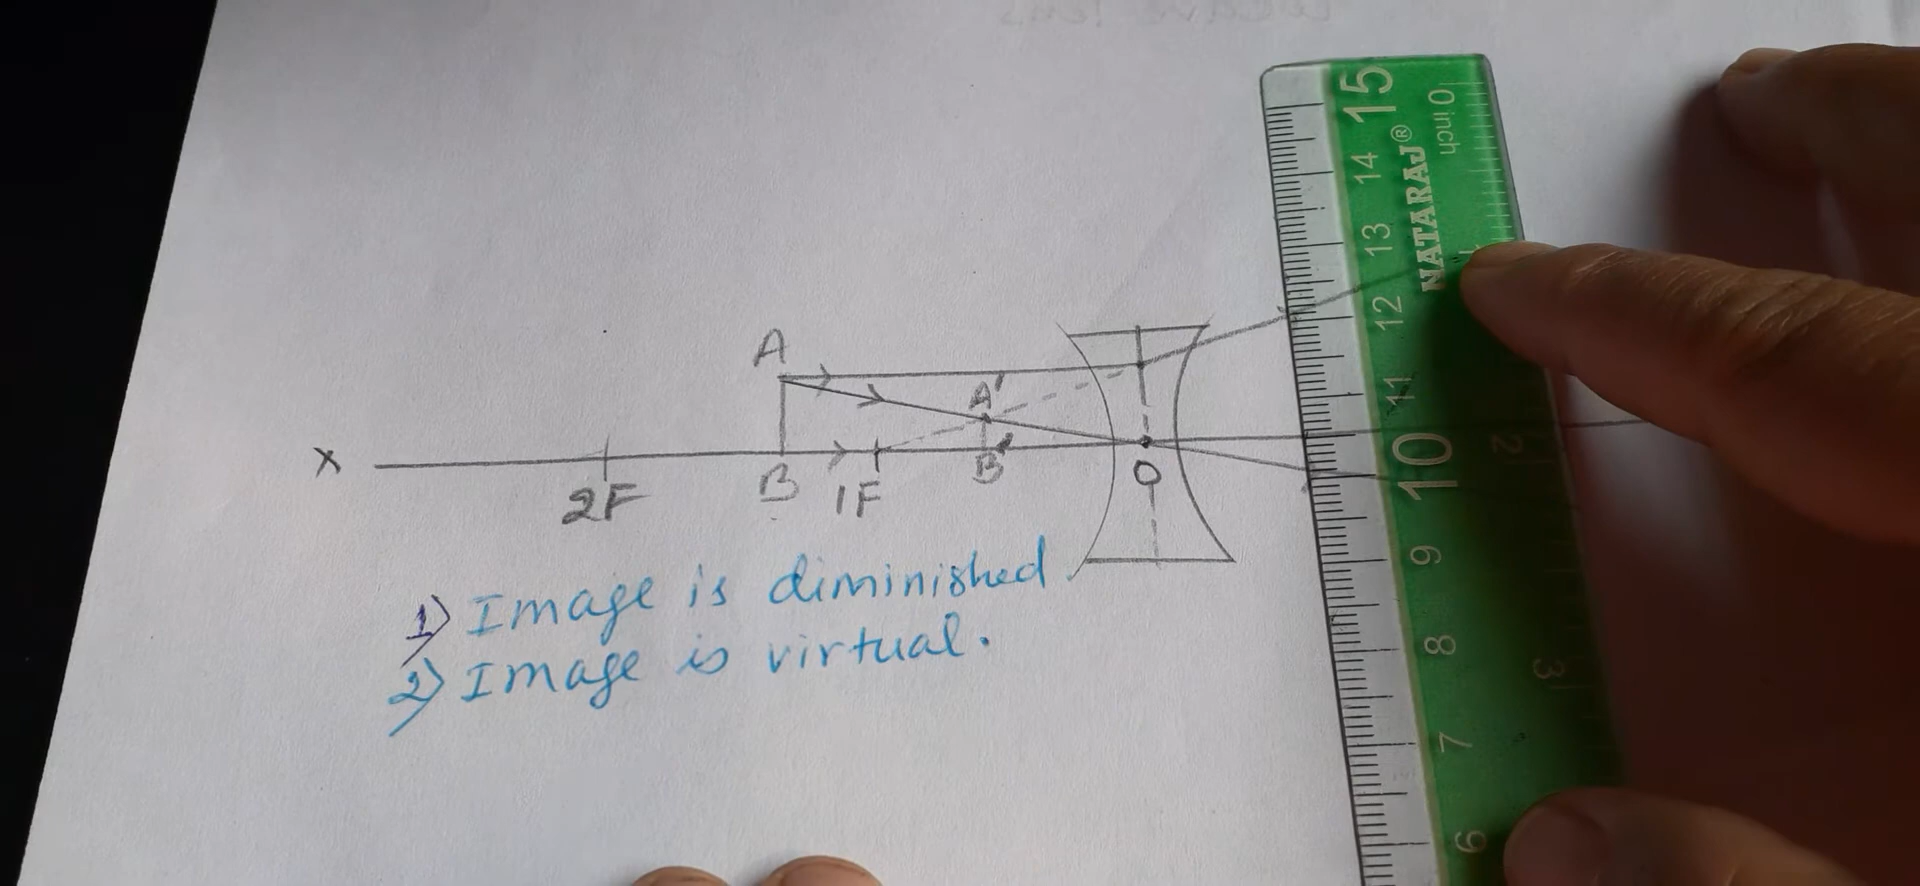 A
A'
X
2F
B
1F
B'
O
1) Image is diminished
2) Image is virtual.
15
14
13
12
11
10
9
8
7
6
NATARAJ®
0 inch
2
3